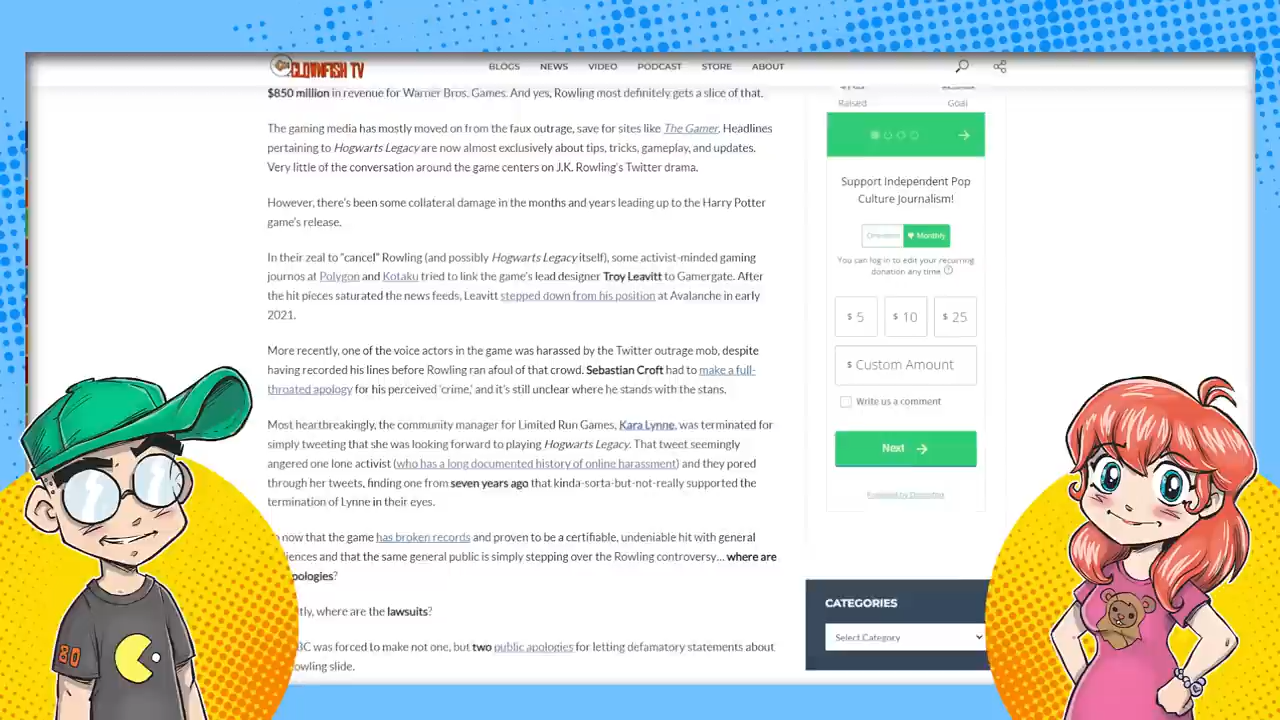 CLOWNFISH TV
BLOGS NEWS VIDEO PODCAST STORE ABOUT
$850 million in revenue for Warner Bros. Games. And yes, Rowling most definitely gets a slice of that.
The gaming media has mostly moved on from the faux outrage, save for sites like The Gamer. Headlines
pertaining to Hogwarts Legacy are now almost exclusively about tips, tricks, gameplay, and updates.
Very little of the conversation around the game centers on J.K. Rowling's Twitter drama.
However, there's been some collateral damage in the months and years leading up to the Harry Potter
game's release.
In their zeal to "cancel" Rowling (and possibly Hogwarts Legacy itself), some activist-minded gaming
journos at Polygon and Kotaku tried to link the game's lead designer Troy Leavitt to Gamergate. After
the hit pieces saturated the news feeds, Leavitt stepped down from his position at Avalanche in early
2021.
More recently, one of the voice actors in the game was harassed by the Twitter outrage mob, despite
having recorded his lines before Rowling ran afoul of that crowd. Sebastian Croft had to make a full-
throated apology for his perceived 'crime,' and it's still unclear where he stands with the stans.
Most heartbreakingly, the community manager for Limited Run Games, Kara Lynne, was terminated for
simply tweeting that she was looking forward to playing Hogwarts Legacy. That tweet seemingly
angered one lone activist (who has a long documented history of online harassment) and they pored
through her tweets, finding one from seven years ago that kinda-sorta-but-not-really supported the
termination of Lynne in their eyes.
now that the game has broken records and proven to be a certifiable, undeniable hit with general
and that the same general public is simply stepping over the Rowling controversy… where are
where are the lawsuits?
was forced to make not one, but two public apologies for letting defamatory statements about
slide.
Raised Goal
Support Independent Pop
Culture Journalism!
Monthly
You can log in to edit your recurring
donation any time
$ 5 $ 10 $ 25
$ Custom Amount
Write us a comment
Next
Powered by
CATEGORIES
Select Category
80